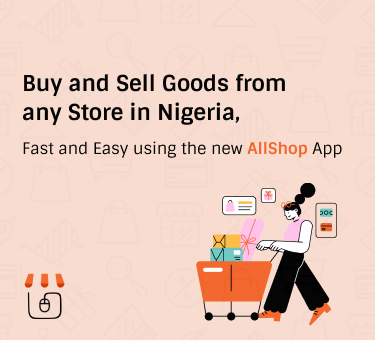 Buy and Sell Goods from
any Store in Nigeria,
Fast and Easy using the new AllShop App